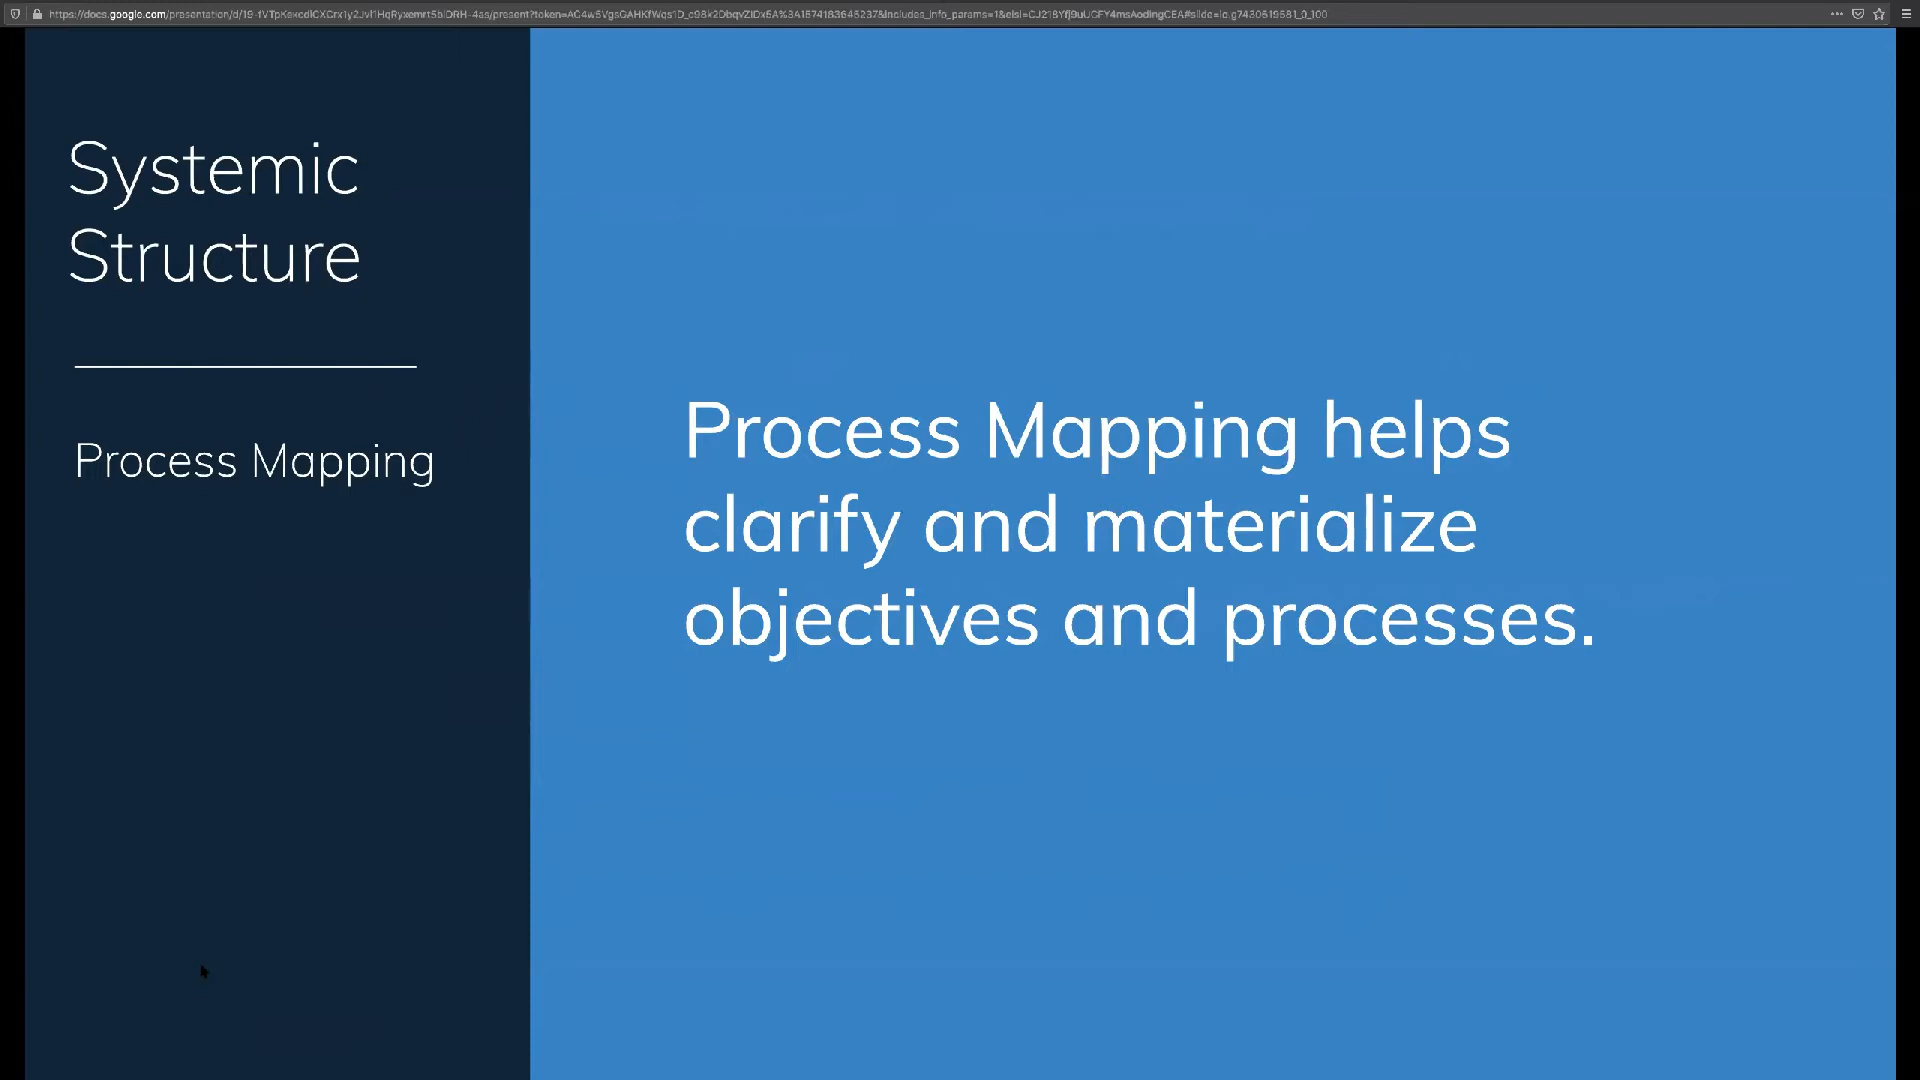 Systemic
Structure
Process Mapping
Process Mapping helps
clarify and materialize
objectives and processes.